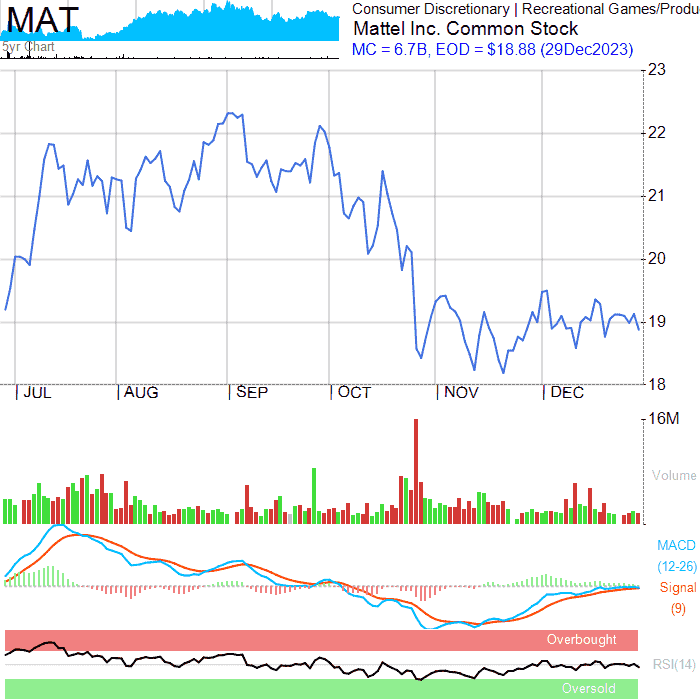 MAT
5yr Chart
Consumer Discretionary | Recreational Games/Produ
Mattel Inc. Common Stock
MC = 6.7B, EOD = $18.88 (29Dec2023)
23
22
21
20
19
18
| JUL | AUG | SEP | OCT | NOV | DEC
16M
Volume
MACD
(12-26)
Signal
(9)
Overbought
RSI(14)
Oversold